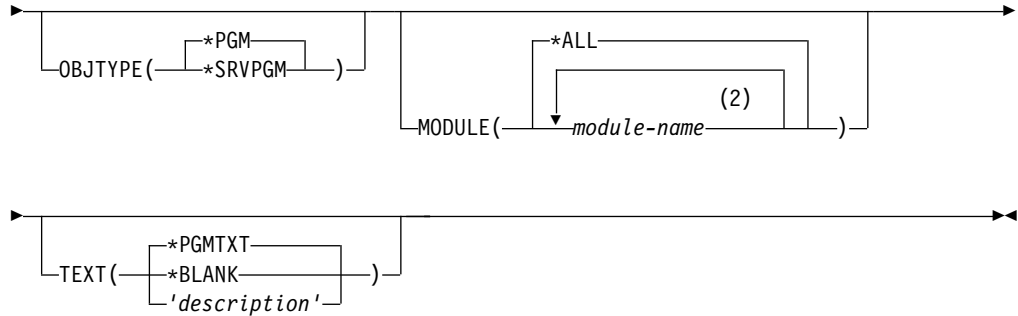 *PGM
OBJTYPE( *SRVPGM )
*ALL
(2)
MODULE( module-name )
*PGMTXT
TEXT( *BLANK )
'description'